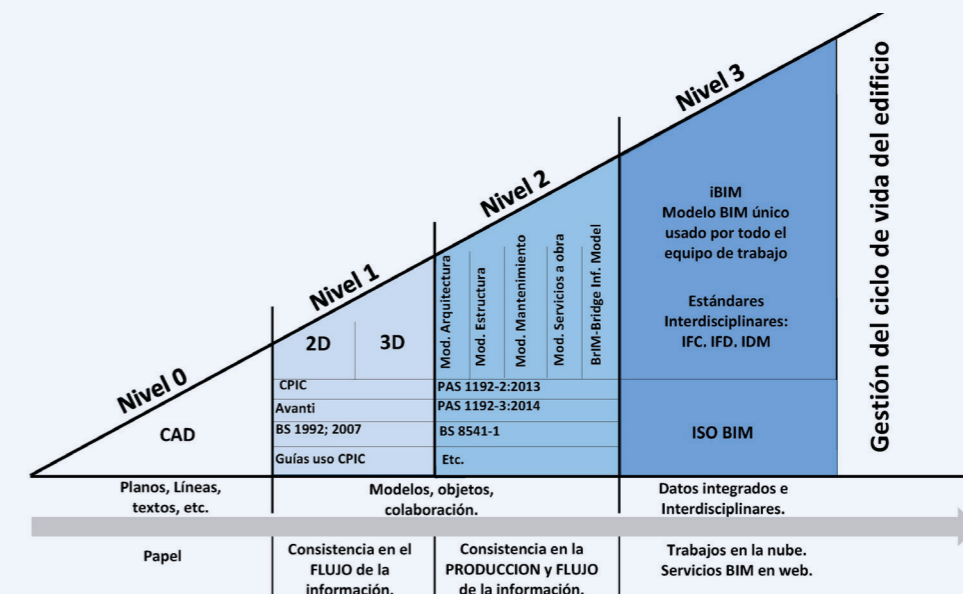 Nivel 0
Nivel 1
Nivel 2
Nivel 3
Gestión del ciclo de vida del edificio
CAD
2D
3D
CPIC
Avanti
BS 1992; 2007
Guías uso CPIC
Mod. Arquitectura
Mod. Estructura
Mod. Mantenimiento
Mod. Servicios a obra
BrIM-Bridge Inf. Model
PAS 1192-2:2013
PAS 1192-3:2014
BS 8541-1
Etc.
iBIM
Modelo BIM único
usado por todo el
equipo de trabajo
Estándares
Interdisciplinares:
IFC. IFD. IDM
ISO BIM
Planos, Líneas,
textos, etc.
Modelos, objetos,
colaboración.
Datos integrados e
Interdisciplinares.
Papel
Consistencia en el
FLUJO de la
información.
Consistencia en la
PRODUCCION y FLUJO
de la información.
Trabajos en la nube.
Servicios BIM en web.